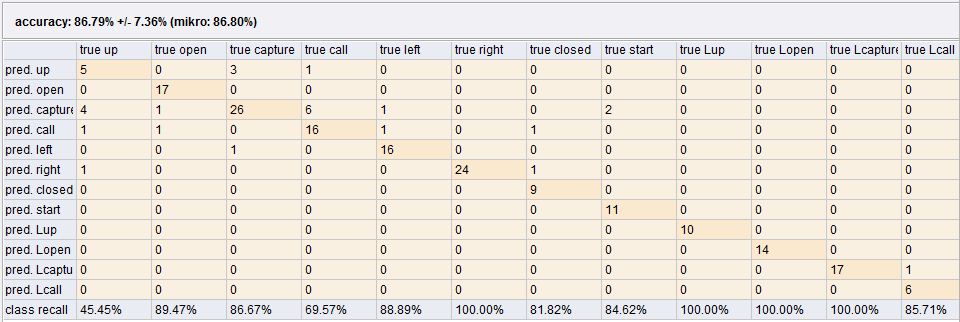 accuracy: 86.79% +/- 7.36% (mikro: 86.80%)
true up true open true capture true call true left true right true closed true start true Lup true Lopen true Lcapture true Lcall
pred. up 5 0 3 1 0 0 0 0 0 0 0 0
pred. open 0 17 0 0 0 0 0 0 0 0 0 0
pred. capture 4 1 26 6 1 0 0 2 0 0 0 0
pred. call 1 1 0 16 1 0 1 0 0 0 0 0
pred. left 0 0 1 0 16 0 0 0 0 0 0 0
pred. right 1 0 0 0 0 24 1 0 0 0 0 0
pred. closed 0 0 0 0 0 0 9 0 0 0 0 0
pred. start 0 0 0 0 0 0 0 11 0 0 0 0
pred. Lup 0 0 0 0 0 0 0 0 10 0 0 0
pred. Lopen 0 0 0 0 0 0 0 0 0 14 0 0
pred. Lcaptu 0 0 0 0 0 0 0 0 0 0 17 1
pred. Lcall 0 0 0 0 0 0 0 0 0 0 0 6
class recall 45.45% 89.47% 86.67% 69.57% 88.89% 100.00% 81.82% 84.62% 100.00% 100.00% 100.00% 85.71%